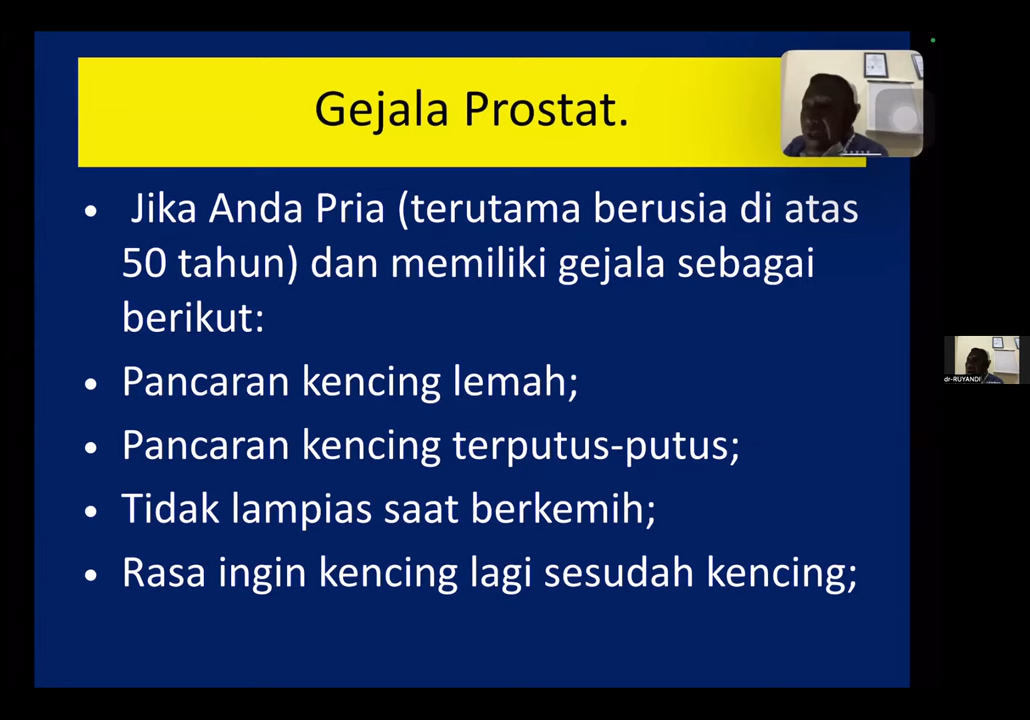 Gejala Prostat.
• Jika Anda Pria (terutama berusia di atas
50 tahun) dan memiliki gejala sebagai
berikut:
• Pancaran kencing lemah;
• Pancaran kencing terputus-putus;
• Tidak lampias saat berkemih;
• Rasa ingin kencing lagi sesudah kencing;
dr-RUYANDI